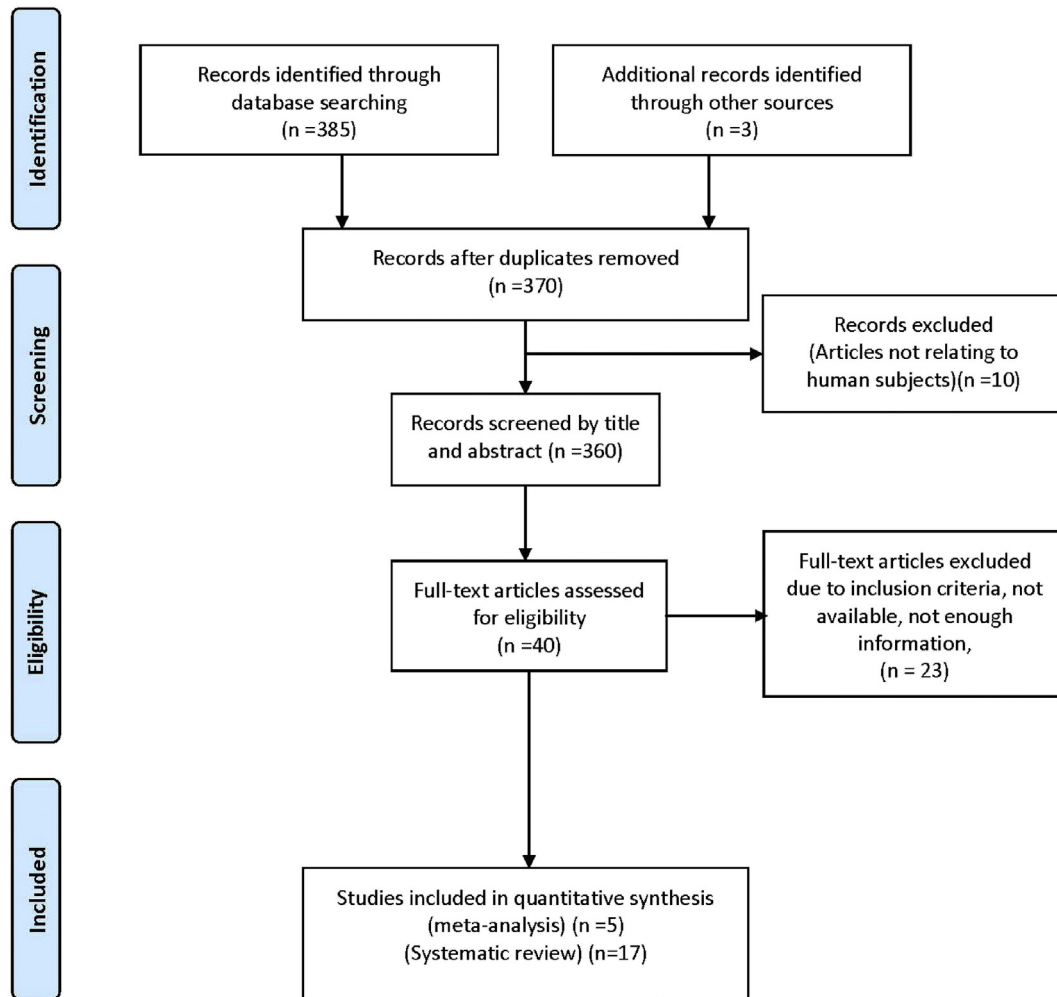 Identification
Records identified through
database searching
(n =385)
Additional records identified
through other sources
(n =3)
Records after duplicates removed
(n =370)
Screening
Records excluded
(Articles not relating to
human subjects)(n =10)
Records screened by title
and abstract (n =360)
Eligibility
Full-text articles assessed
for eligibility
(n =40)
Full-text articles excluded
due to inclusion criteria, not
available, not enough
information,
(n = 23)
Included
Studies included in quantitative synthesis
(meta-analysis) (n =5)
(Systematic review) (n=17)